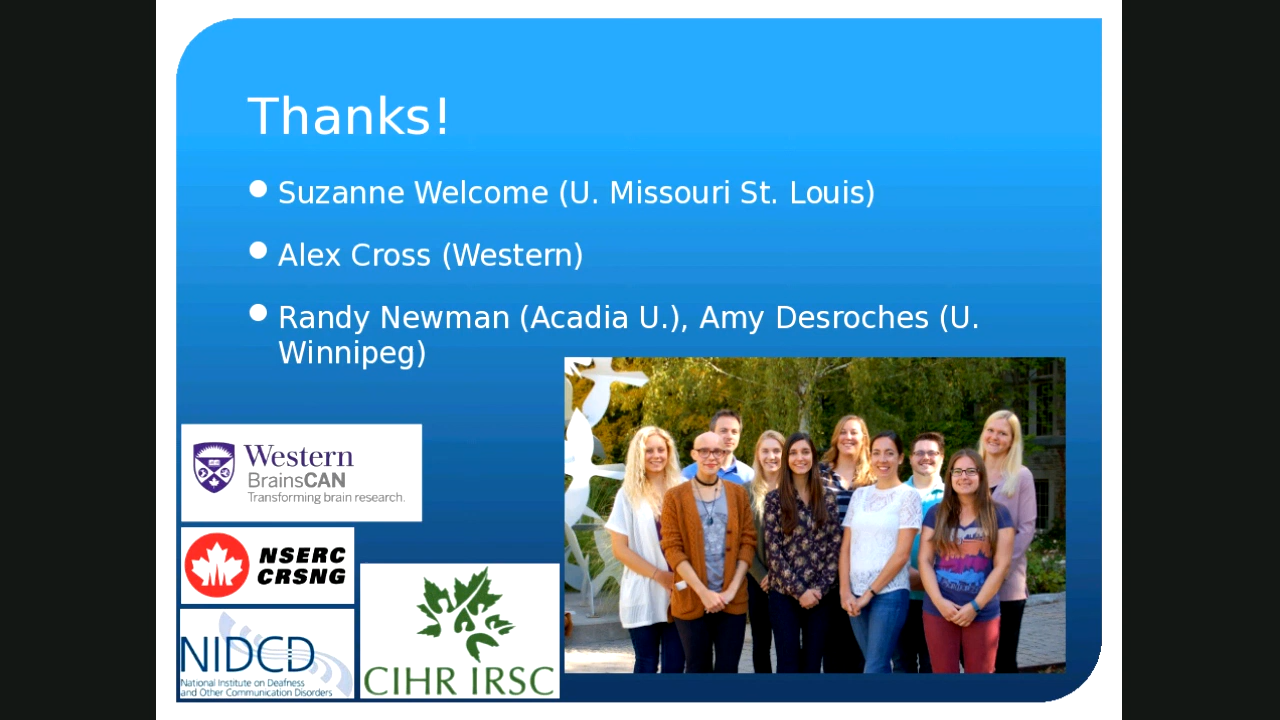 Thanks!
Suzanne Welcome (U. Missouri St. Louis)
Alex Cross (Western)
Randy Newman (Acadia U.), Amy Desroches (U.
Winnipeg)
Western
BrainsCAN
Transforming brain research.
NSERC
CRSNG
NIDCD
National Institute on Deafness
and Other Communication Disorders
CIHR IRSC